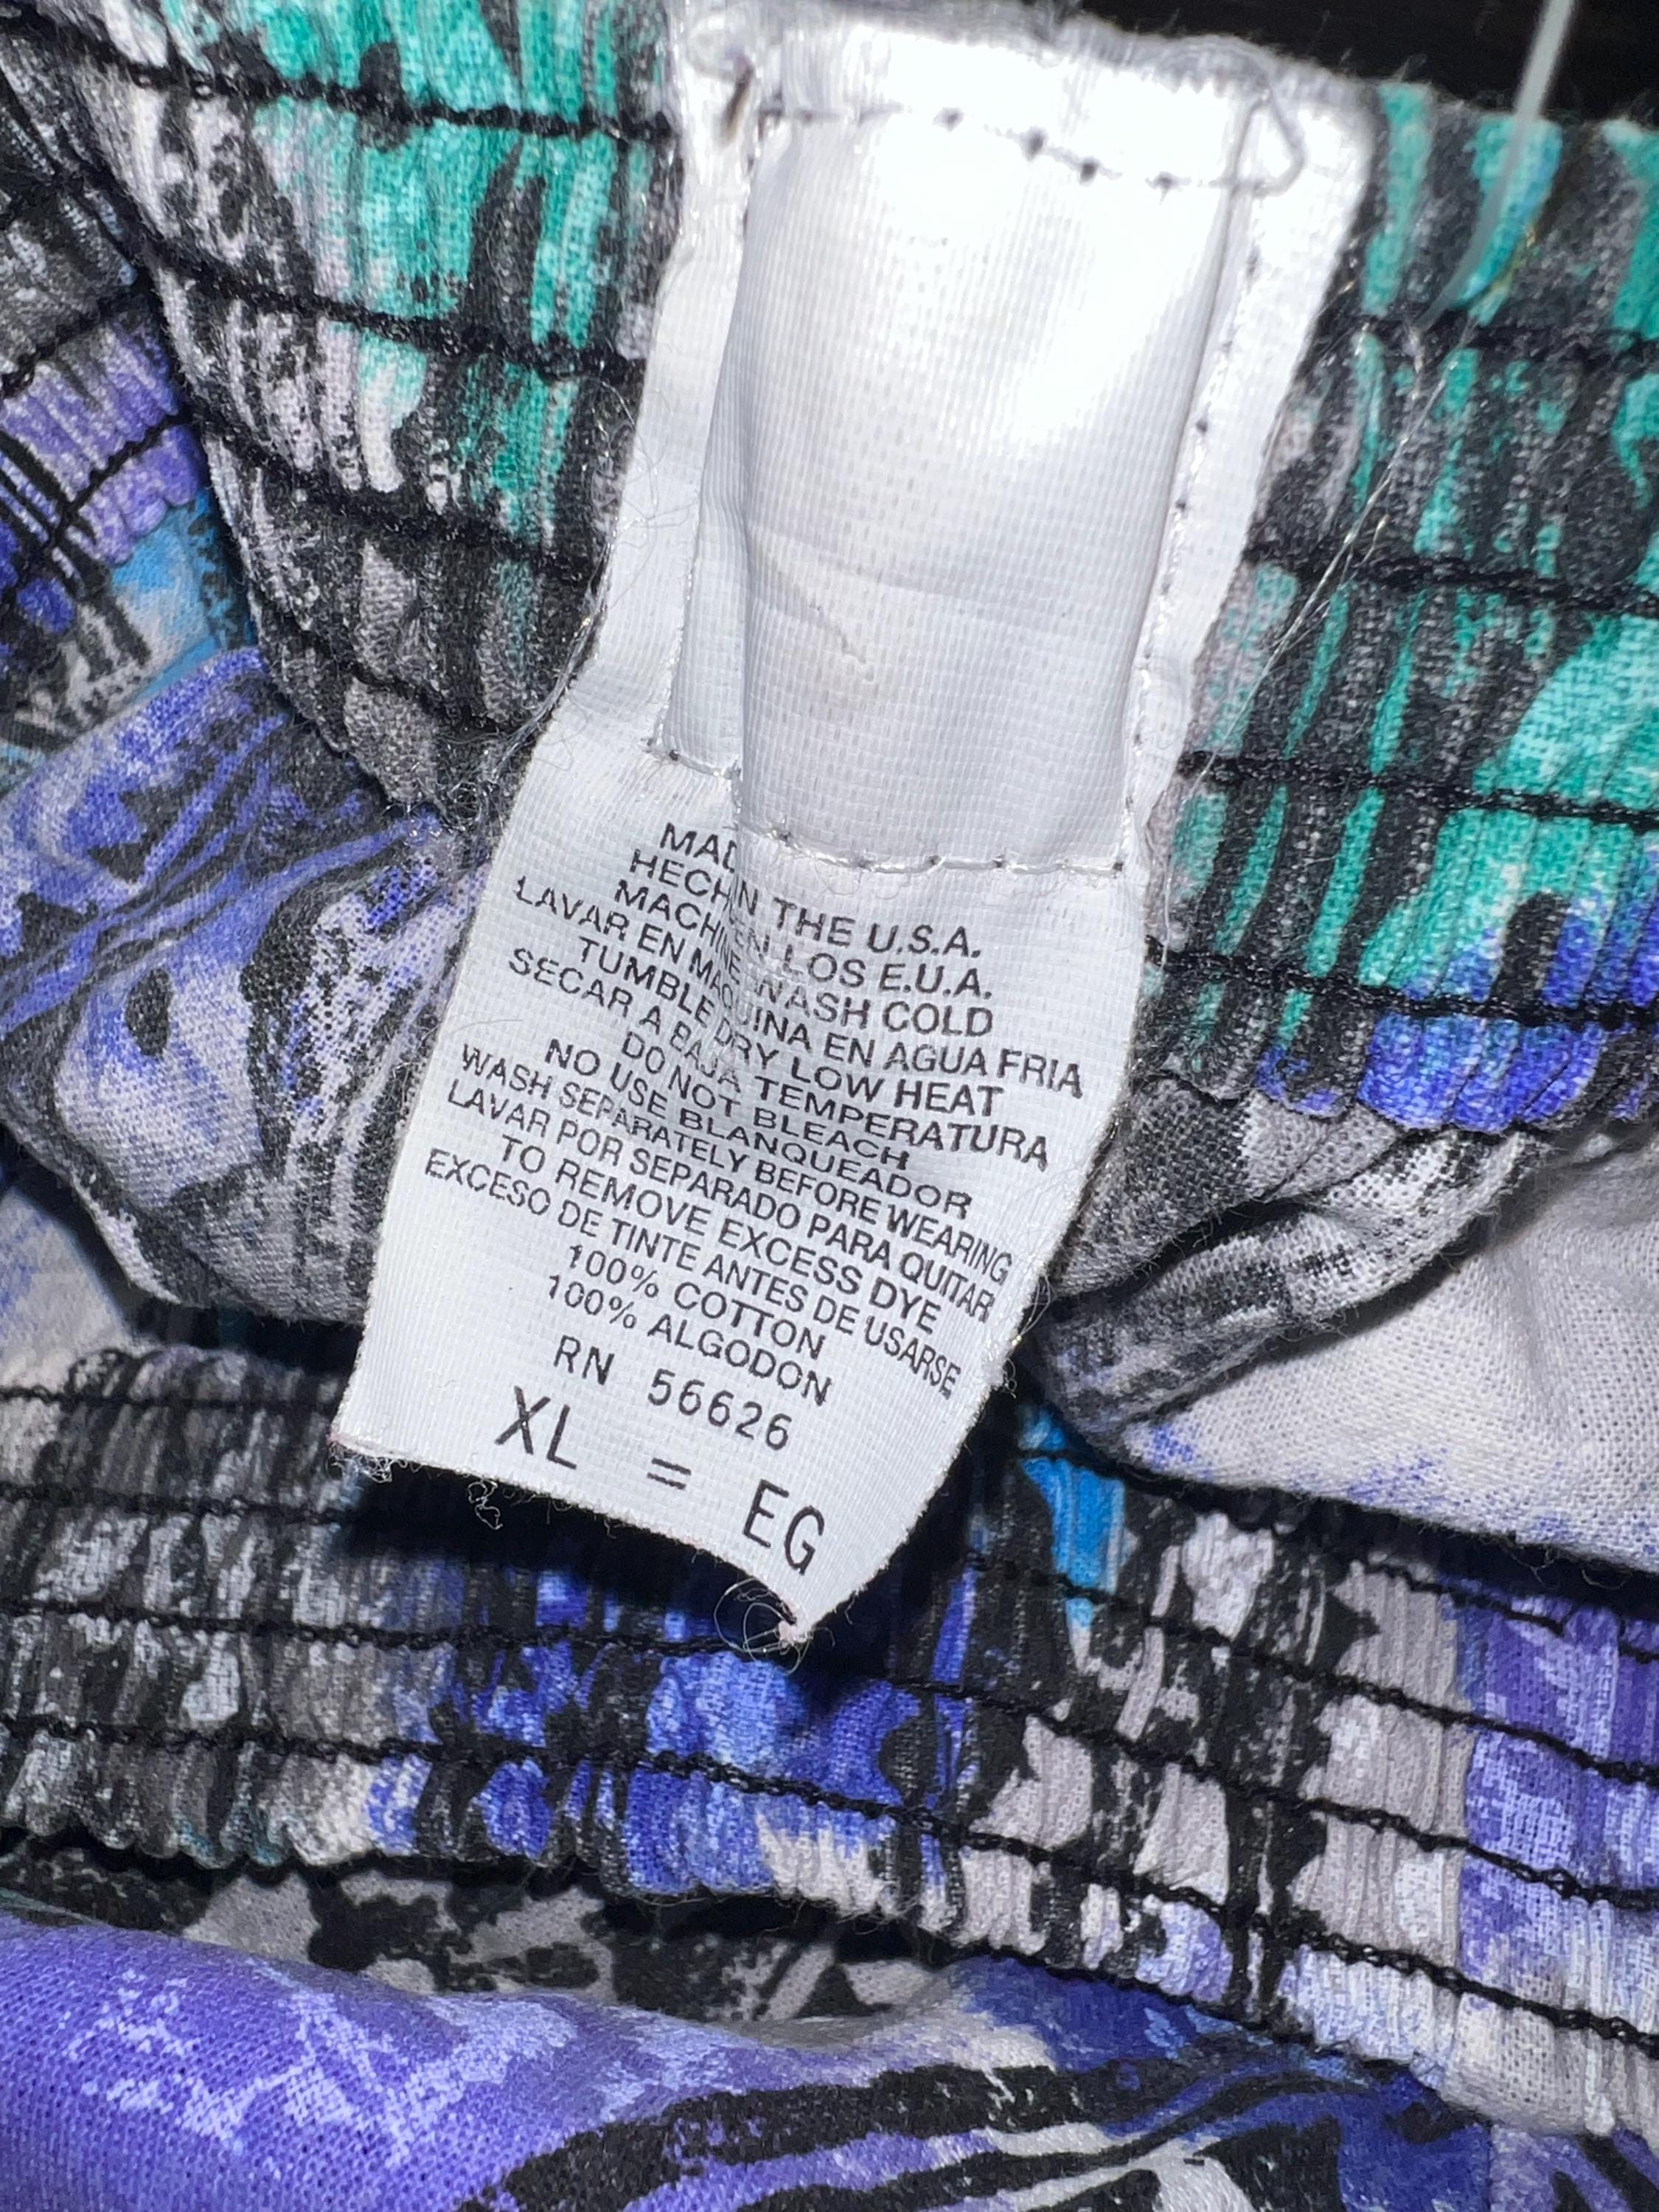 MADE IN THE U.S.A.
HECHO EN LOS E.U.A.
MACHINE WASH COLD
LAVAR EN MAQUINA EN AGUA FRIA
TUMBLE DRY LOW HEAT
SECAR A BAJA TEMPERATURA
DO NOT BLEACH
NO USE BLANQUEADOR
WASH SEPARATELY BEFORE WEARING
LAVAR POR SEPARADO PARA QUITAR
TO REMOVE EXCESS DYE
EXCESO DE TINTE ANTES DE USARSE
100% COTTON
100% ALGODON
RN 56626
XL = EG